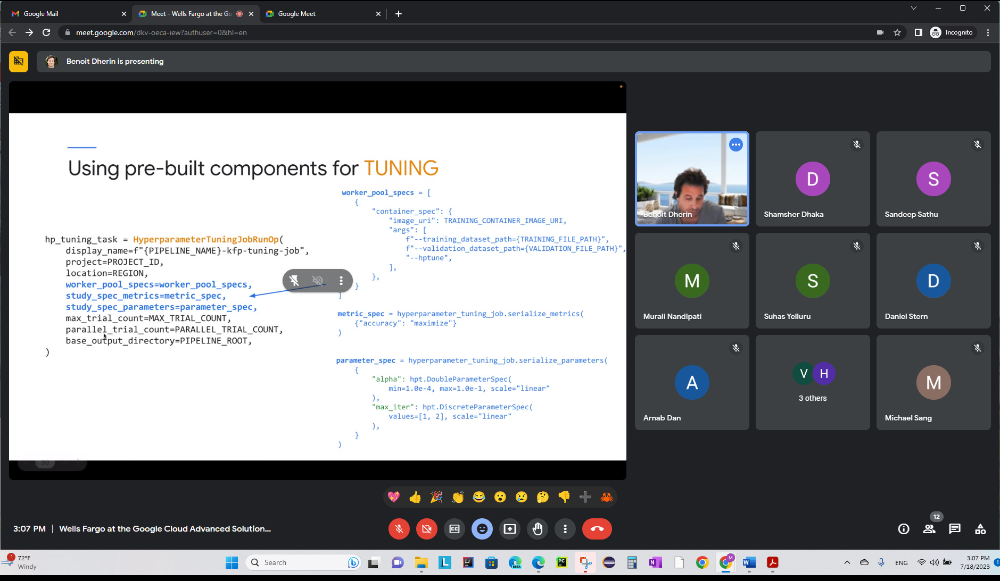 Google Mail
Meet - Wells Fargo at the Go
Google Meet
meet.google.com/dkv-oeca-iew?authuser=0&hl=en
Incognito
Benoit Dherin is presenting
Using pre-built components for TUNING
hp_tuning_task = HyperparameterTuningJobRunOp(
display_name=f"{PIPELINE_NAME}-kfp-tuning-job",
project=PROJECT_ID,
location=REGION,
worker_pool_specs=worker_pool_specs,
study_spec_metrics=metric_spec,
study_spec_parameters=parameter_spec,
max_trial_count=MAX_TRIAL_COUNT,
parallel_trial_count=PARALLEL_TRIAL_COUNT,
base_output_directory=PIPELINE_ROOT,
)
worker_pool_specs = [
{
"container_spec": {
"image_uri": TRAINING_CONTAINER_IMAGE_URI,
"args": [
f"--training_dataset_path={TRAINING_FILE_PATH}",
f"--validation_dataset_path={VALIDATION_FILE_PATH}",
"--hptune",
],
},
}
]
metric_spec = hyperparameter_tuning_job.serialize_metrics(
{"accuracy": "maximize"}
)
parameter_spec = hyperparameter_tuning_job.serialize_parameters(
{
"alpha": hpt.DoubleParameterSpec(
min=1.0e-4, max=1.0e-1, scale="linear"
),
"max_iter": hpt.DiscreteParameterSpec(
values=[1, 2], scale="linear"
),
}
)
30
Benoit Dherin
D
Shamsher Dhaka
S
Sandeep Sathu
M
Murali Nandipati
S
Suhas Yelluru
D
Daniel Stern
A
Arnab Dan
V H
3 others
M
Michael Sang
3:07 PM | Wells Fargo at the Google Cloud Advanced Solution...
CC
12
1
72°F
Windy
Search
L
IJ
BETA
PC
N
M
W
ENG
3:07 PM
7/18/2023
1